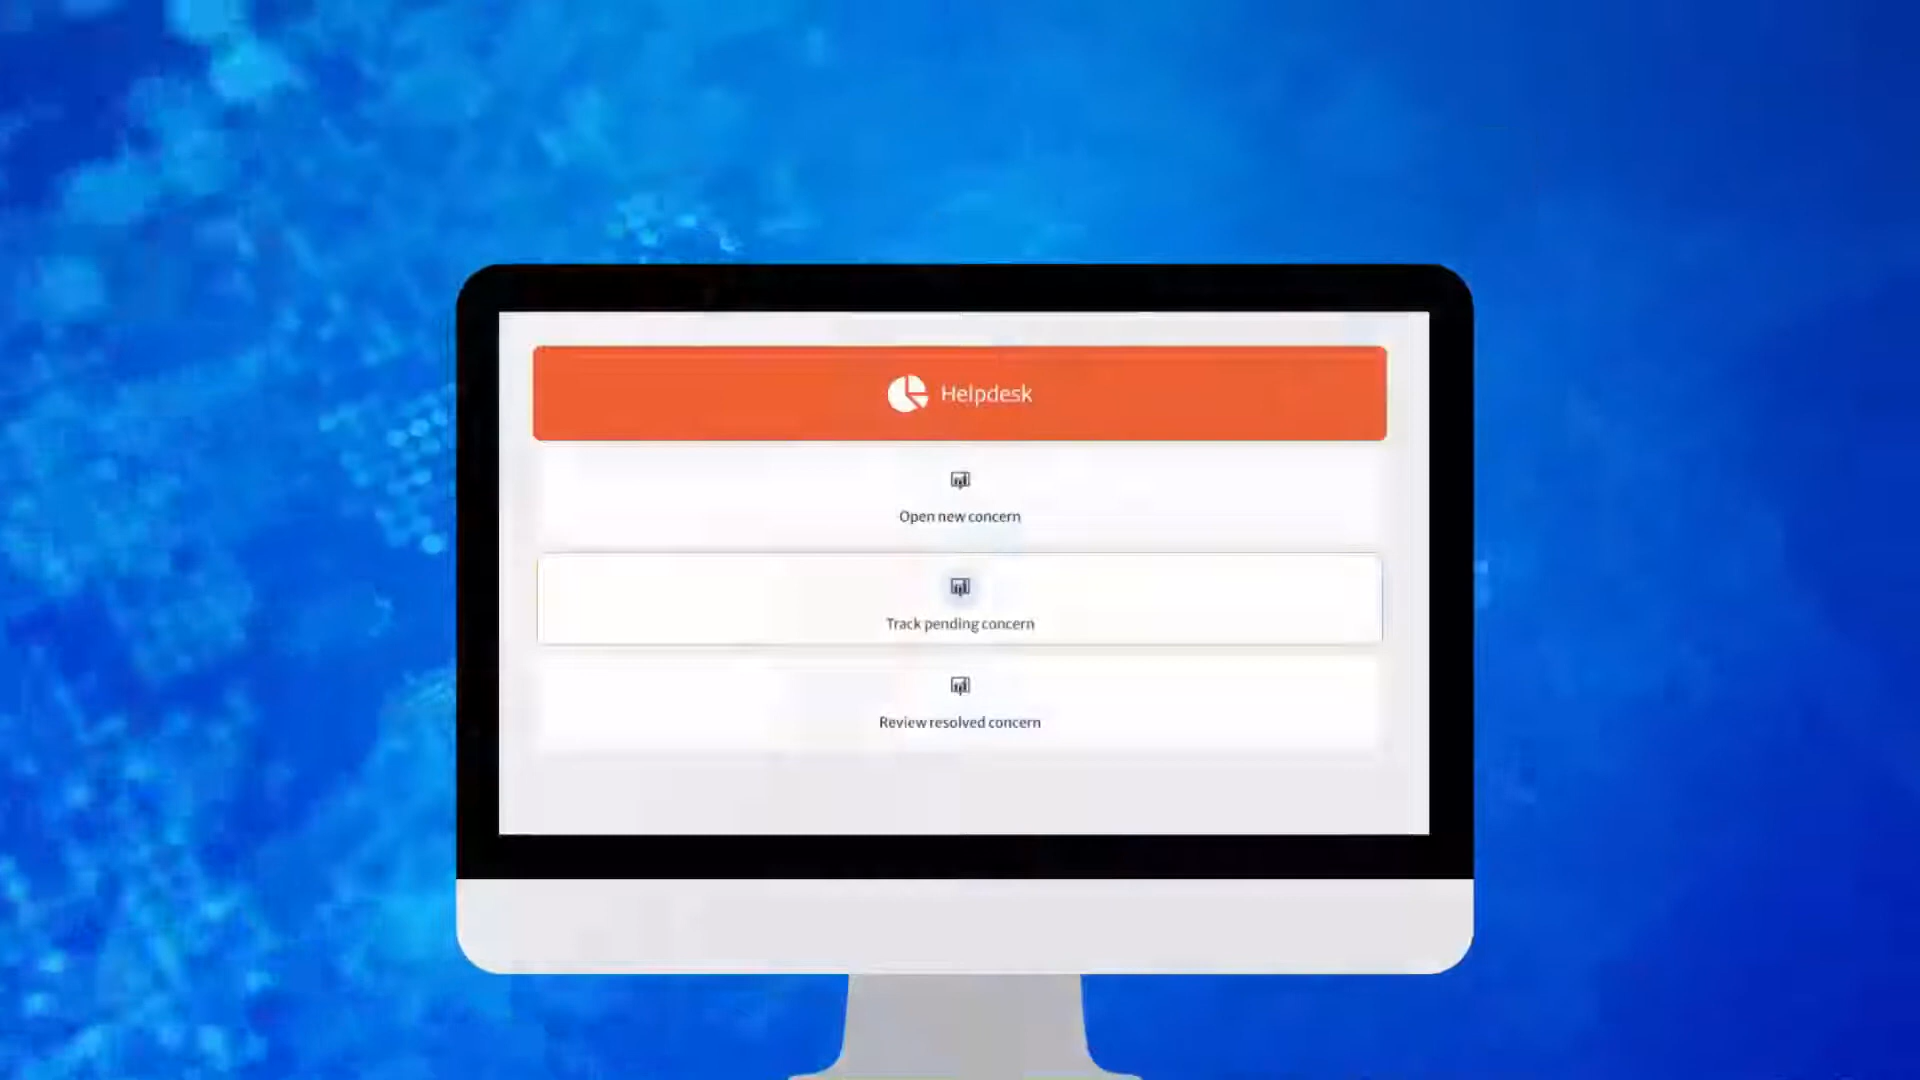 Helpdesk
Open new concern
Track pending concern
Review resolved concern